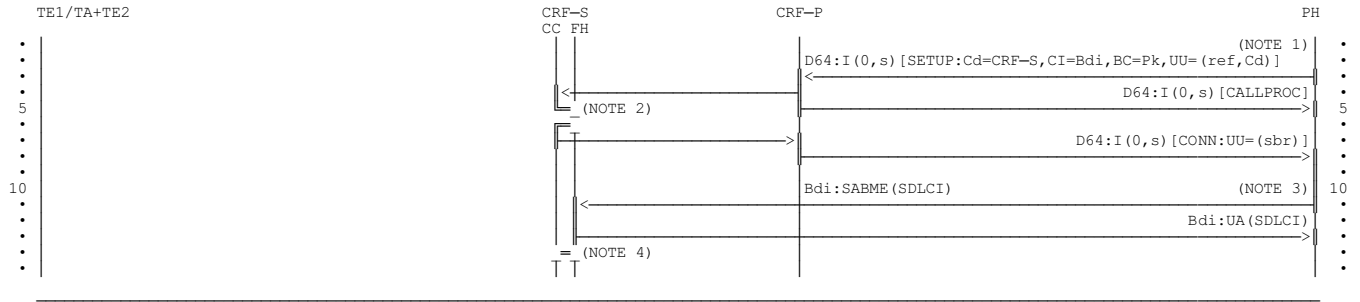 TE1/TA+TE2 CRF—S CRF—P PH
CC FH
(NOTE 1)
D64:I(0,s)[SETUP:Cd=CRF—S,CI=Bdi,BC=Pk,UU=(ref,Cd)]
D64:I(0,s)[CALLPROC]
5 (NOTE 2) 5
D64:I(0,s)[CONN:UU=(sbr)]
10 Bdi:SABME(SDLCI) (NOTE 3) 10
Bdi:UA(SDLCI)
(NOTE 4)